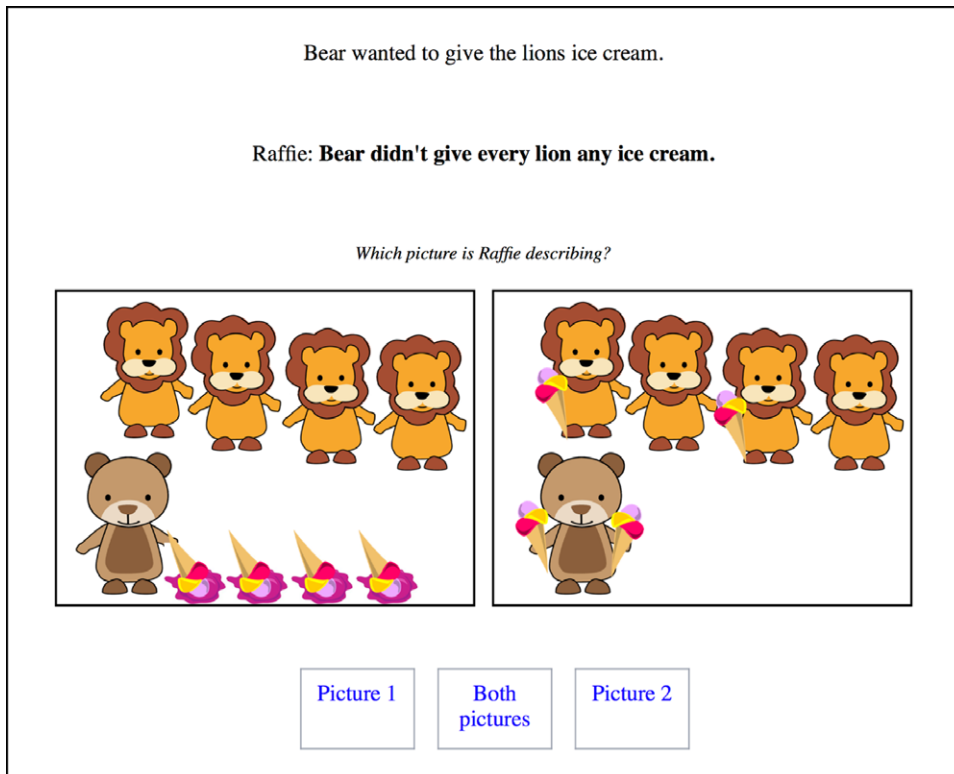 Bear wanted to give the lions ice cream.
Raffie: Bear didn't give every lion any ice cream.
Which picture is Raffie describing?
Picture 1
Both
pictures
Picture 2